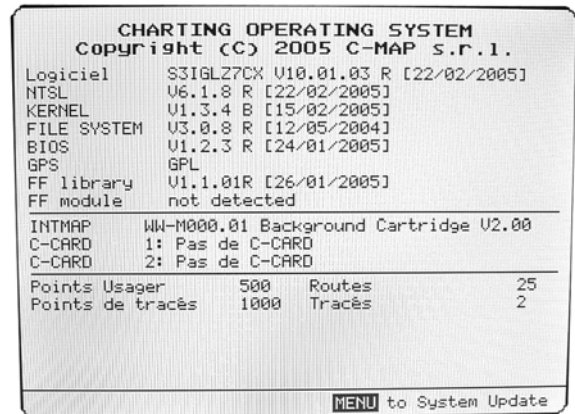 CHARTING OPERATING SYSTEM
Copyright (C) 2005 C-MAP s.r.l.
Logiciel S3IGLZ7CX V10.01.03 R [22/02/2005]
NTSL V6.1.8 R [22/02/2005]
KERNEL V1.3.4 B [15/02/2005]
FILE SYSTEM V3.0.8 R [12/05/2004]
BIOS V1.2.3 R [24/01/2005]
GPS GPL
FF library V1.1.01R [26/01/2005]
FF module not detected
INTMAP WW-M000.01 Background Cartridge V2.00
C-CARD 1: Pas de C-CARD
C-CARD 2: Pas de C-CARD
Points Usager 500 Routes 25
Points de tracés 1000 Tracés 2
MENU to System Update